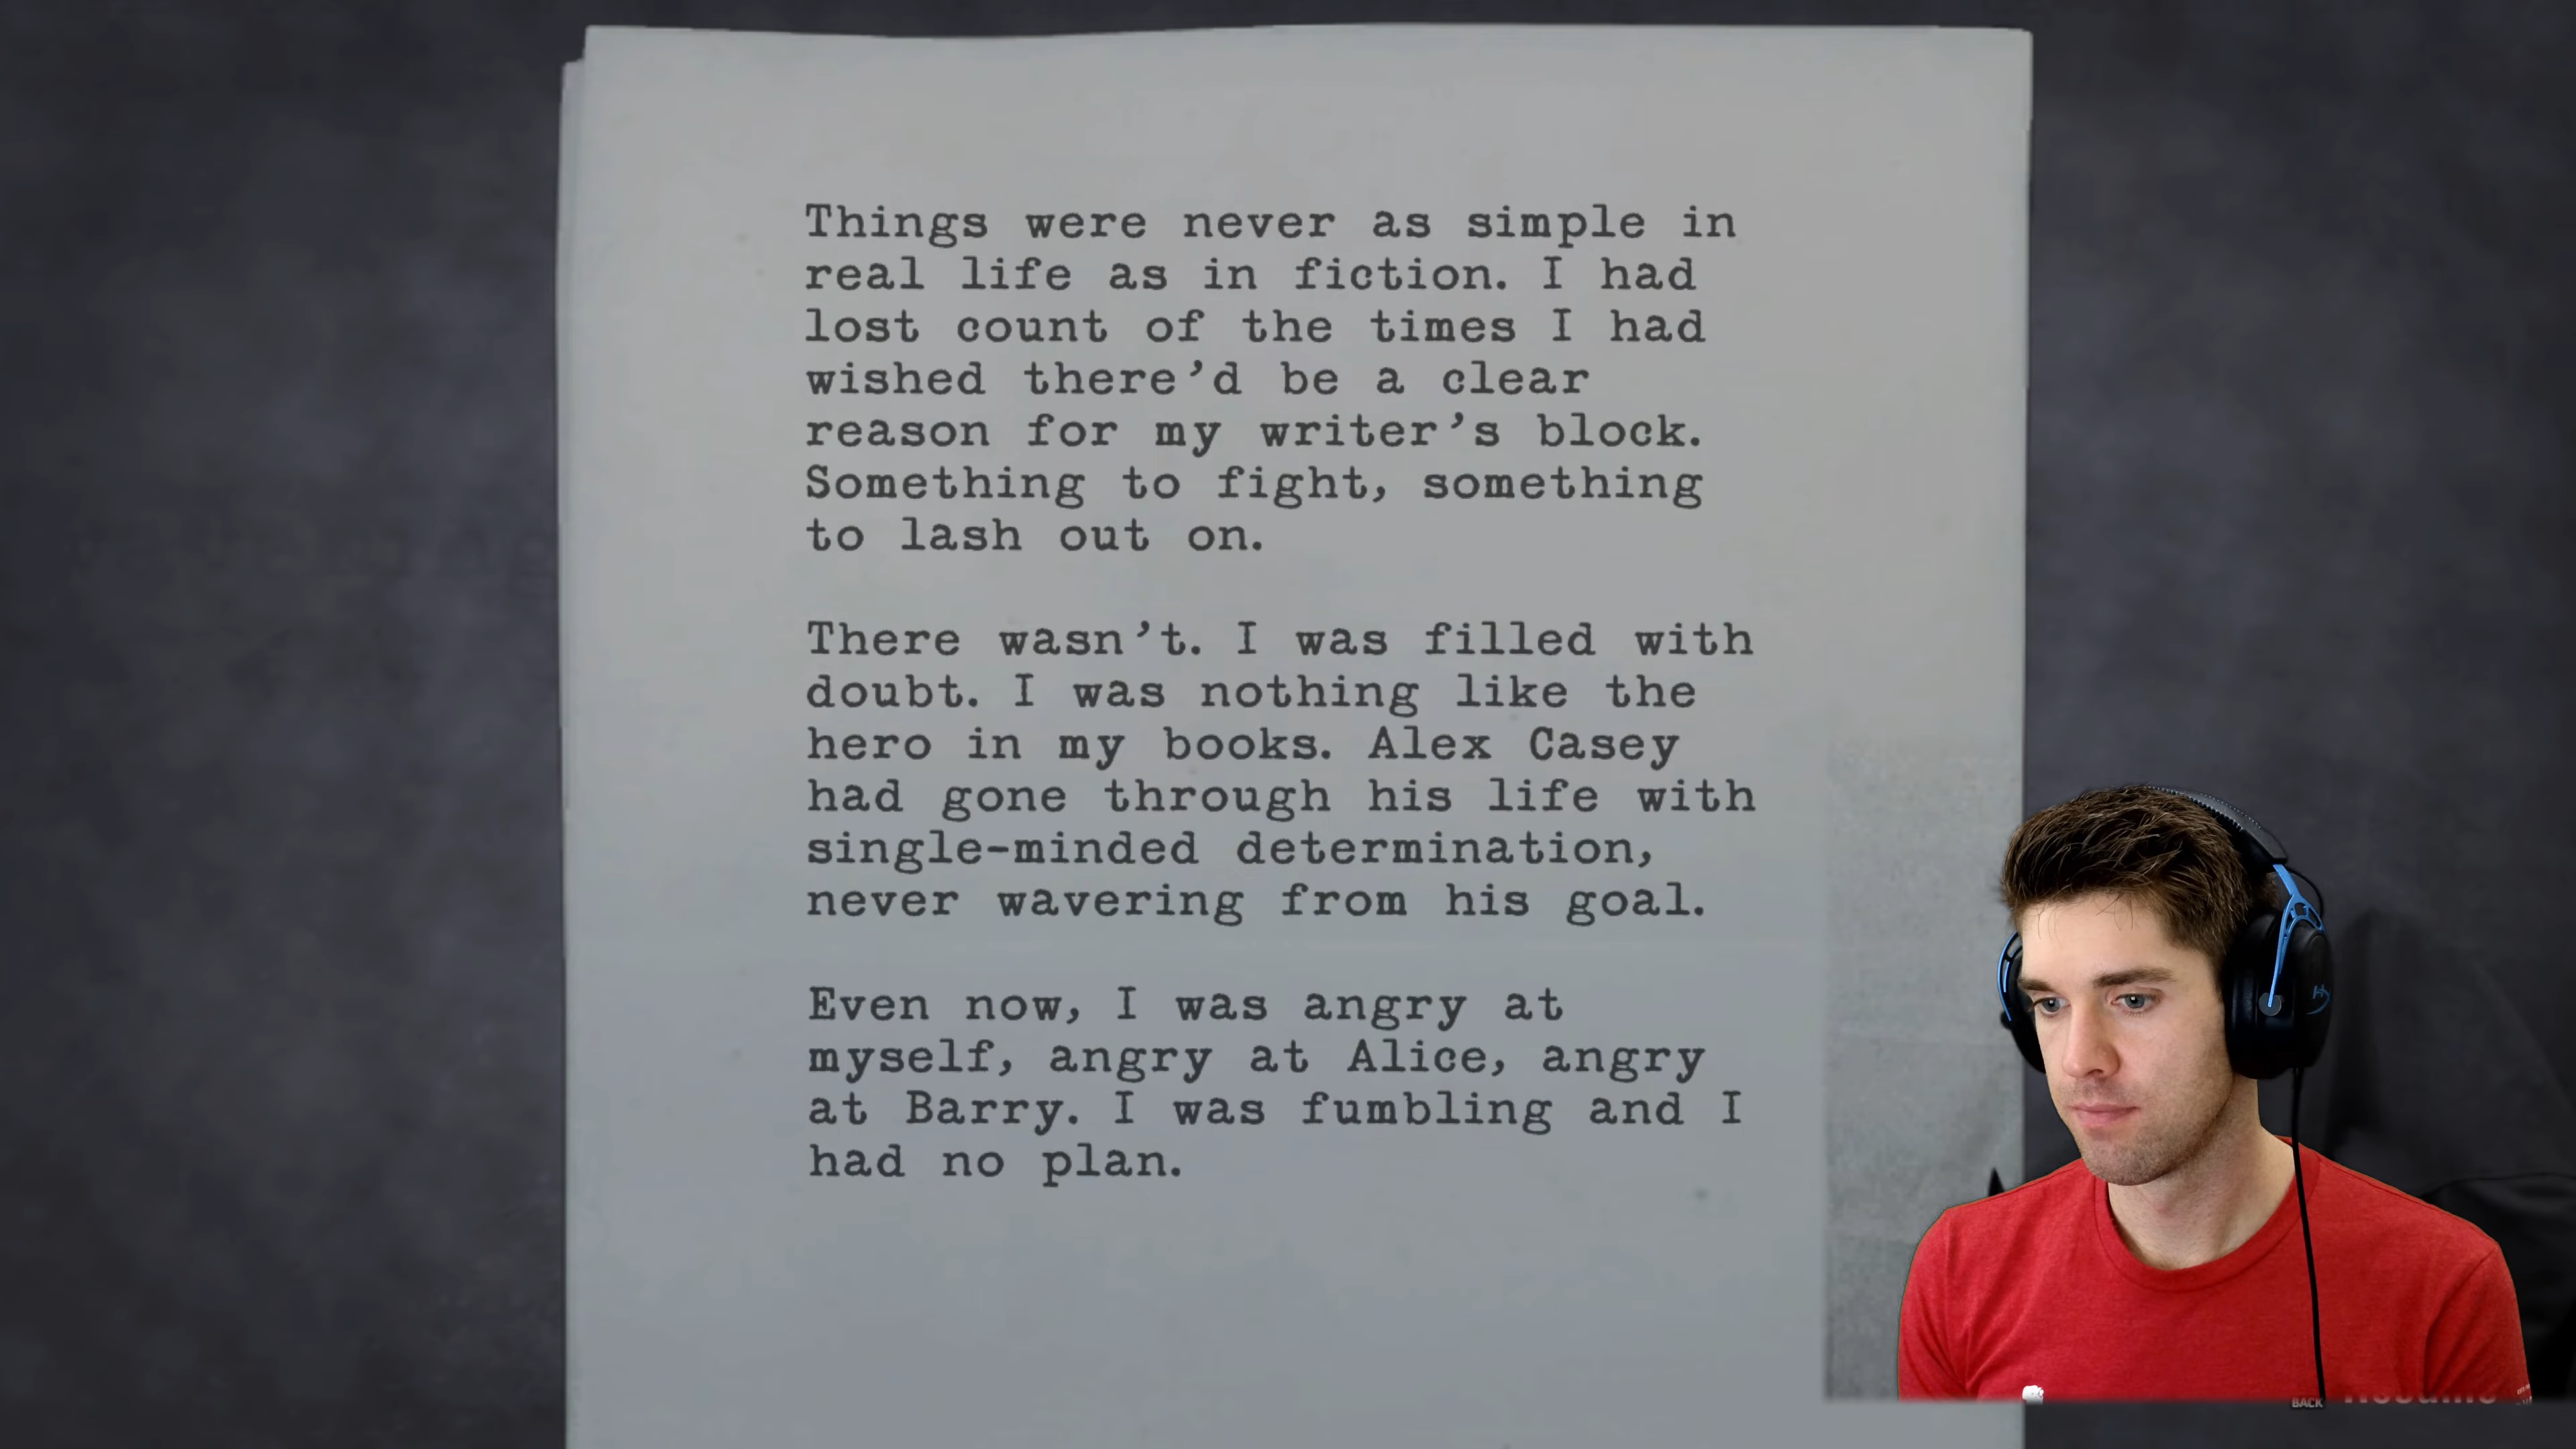 Things were never as simple in
real life as in fiction. I had
lost count of the times I had
wished there’d be a clear
reason for my writer’s block.
Something to fight, something
to lash out on.
There wasn’t. I was filled with
doubt. I was nothing like the
hero in my books. Alex Casey
had gone through his life with
single-minded determination,
never wavering from his goal.
Even now, I was angry at
myself, angry at Alice, angry
at Barry. I was fumbling and I
had no plan.
BACK